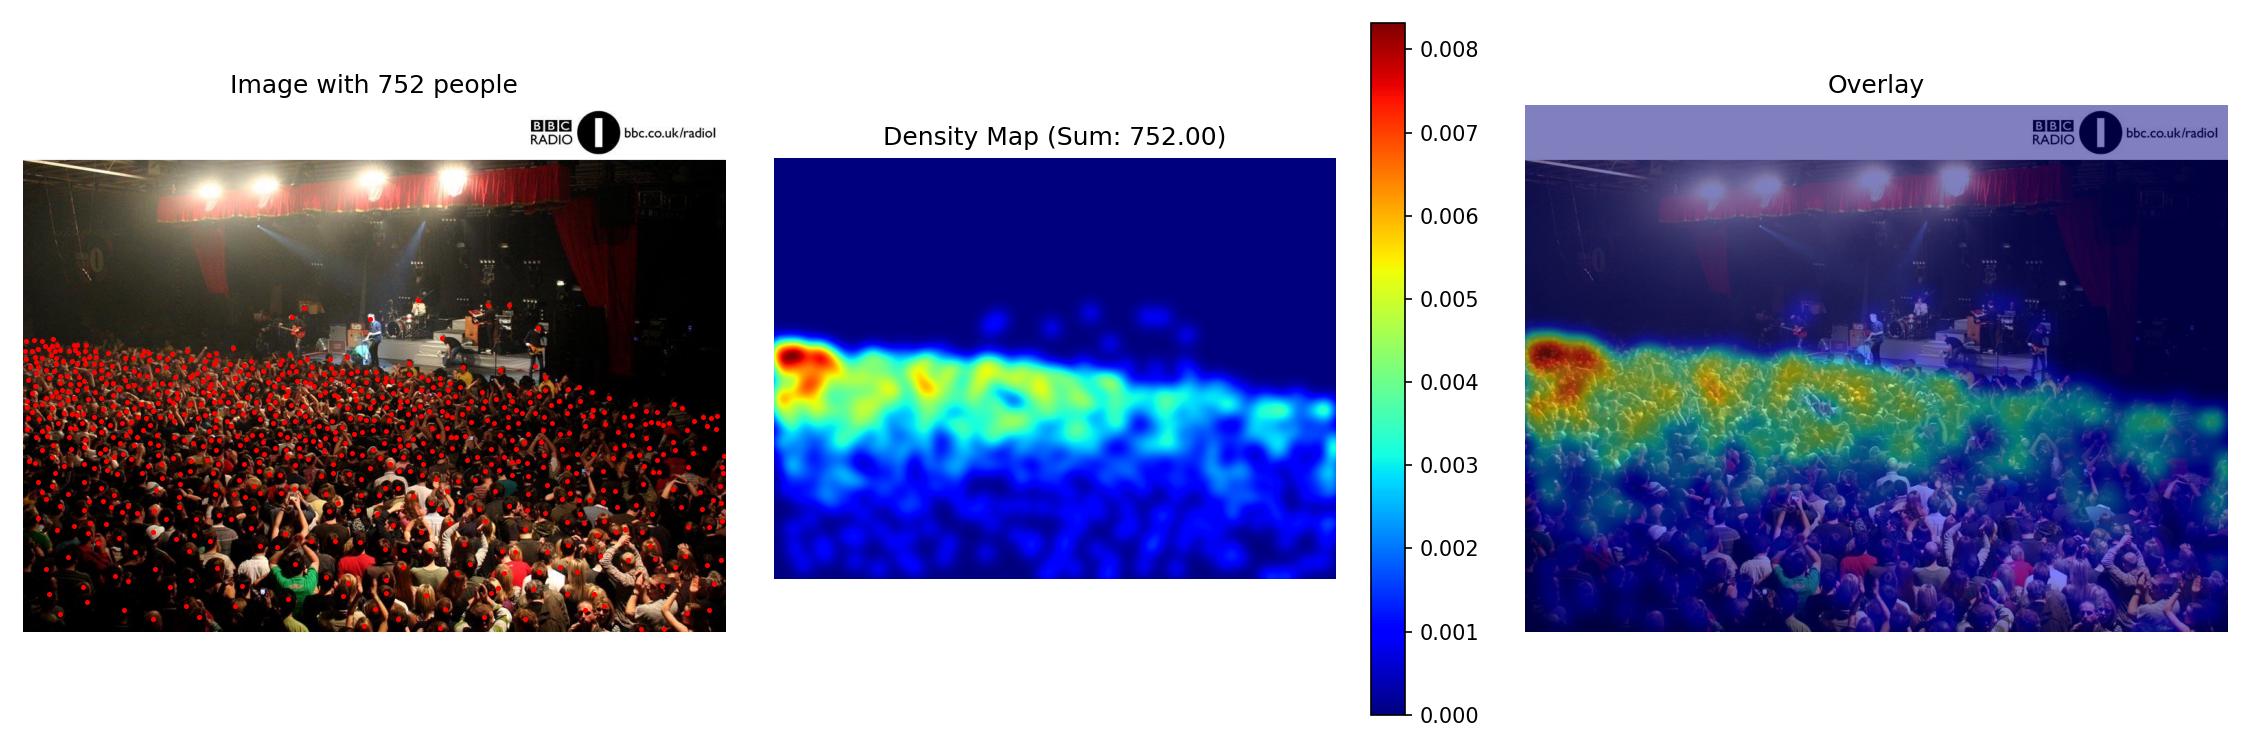 Image with 752 people
BBC
RADIO
1
bbc.co.uk/radio1
Density Map (Sum: 752.00)
0.008
0.007
0.006
0.005
0.004
0.003
0.002
0.001
0.000
Overlay
BBC
RADIO
1
bbc.co.uk/radio1